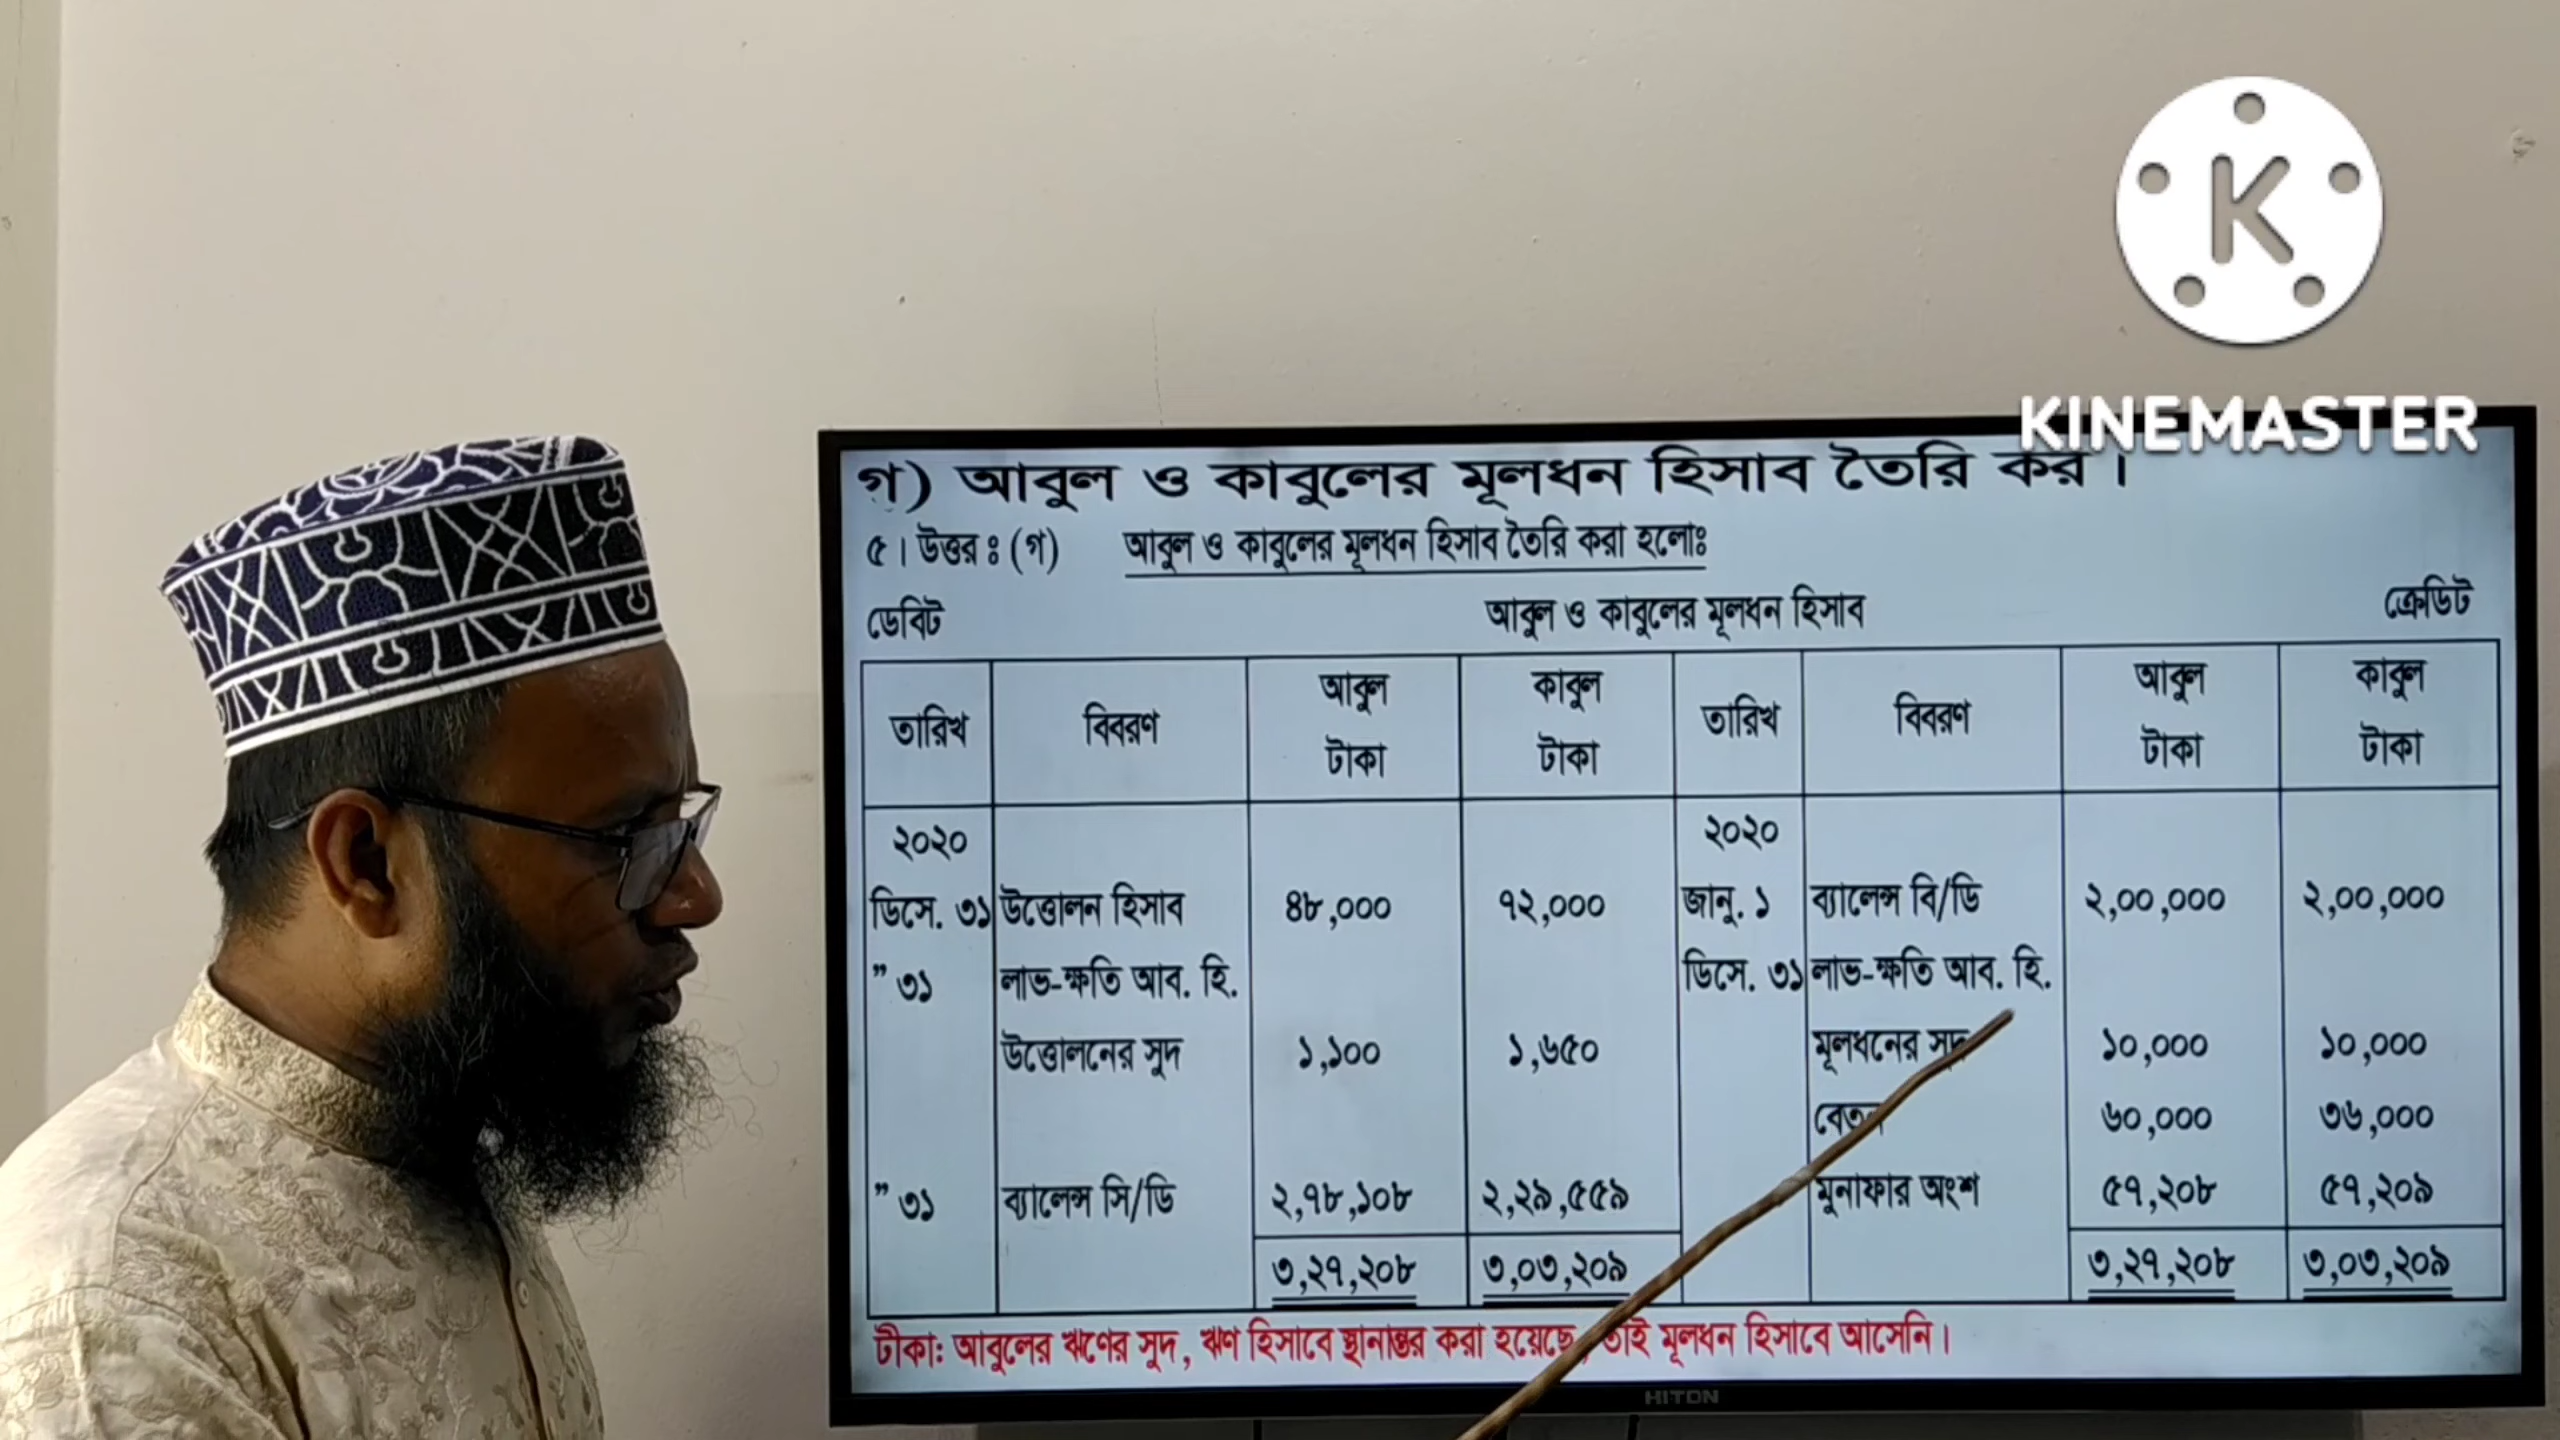 KINEMASTER
গ) আবুল ও কাবুলের মূলধন হিসাব তৈরি কর।
৫। উত্তর ঃ (গ) আবুল ও কাবুলের মূলধন হিসাব তৈরি করা হলোঃ
ডেবিট আবুল ও কাবুলের মূলধন হিসাব ক্রেডিট
তারিখ বিবরণ আবুল টাকা কাবুল টাকা তারিখ বিবরণ আবুল টাকা কাবুল টাকা
২০২০ ২০২০
ডিসে. ৩১ উত্তোলন হিসাব ৪৮,০০০ ৭২,০০০ জানু. ১ ব্যালেন্স বি/ডি ২,০০,০০০ ২,০০,০০০
” ৩১ লাভ-ক্ষতি আব. হি. ডিসে. ৩১ লাভ-ক্ষতি আব. হি.
উত্তোলনের সুদ ১,১০০ ১,৬৫০ মূলধনের সুদ ১০,০০০ ১০,০০০
বেতন ৬০,০০০ ৩৬,০০০
” ৩১ ব্যালেন্স সি/ডি ২,৭৮,১০৮ ২,২৯,৫৫৯ মুনাফার অংশ ৫৭,২০৮ ৫৭,২০৯
৩,২৭,২০৮ ৩,০৩,২০৯ ৩,২৭,২০৮ ৩,০৩,২০৯
টীকা: আবুলের ঋণের সুদ, ঋণ হিসাবে স্থানান্তর করা হয়েছে, তাই মূলধন হিসাবে আসেনি।
HITON